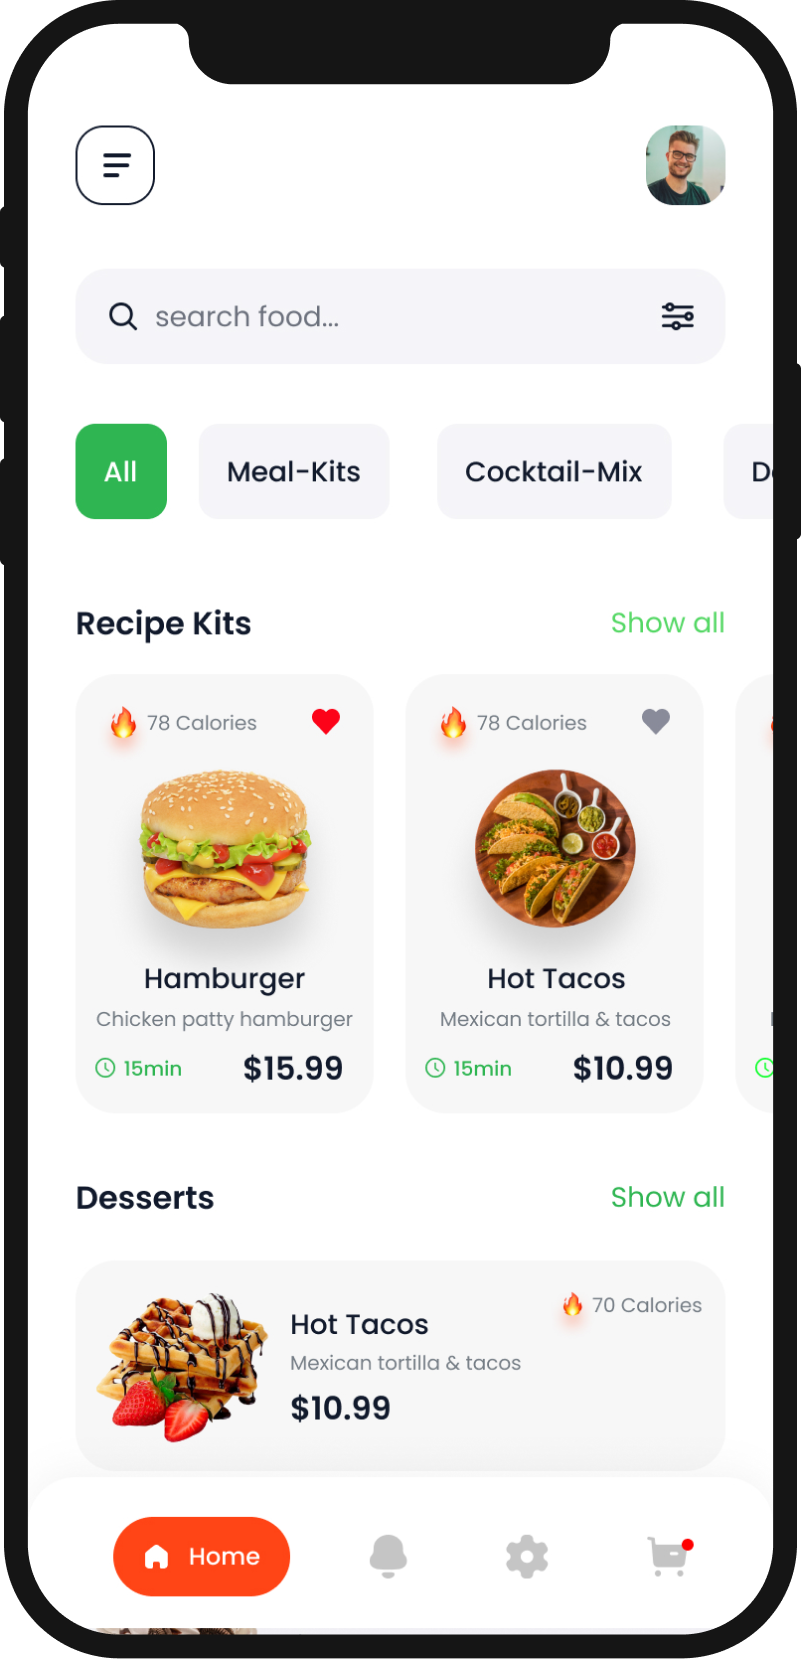 search food...
All
Meal-Kits
Cocktail-Mix
Recipe Kits
Show all
78 Calories
78 Calories
Hamburger
Hot Tacos
Chicken patty hamburger
Mexican tortilla & tacos
15min
$15.99
15min
$10.99
Desserts
Show all
70 Calories
Hot Tacos
Mexican tortilla & tacos
$10.99
Home